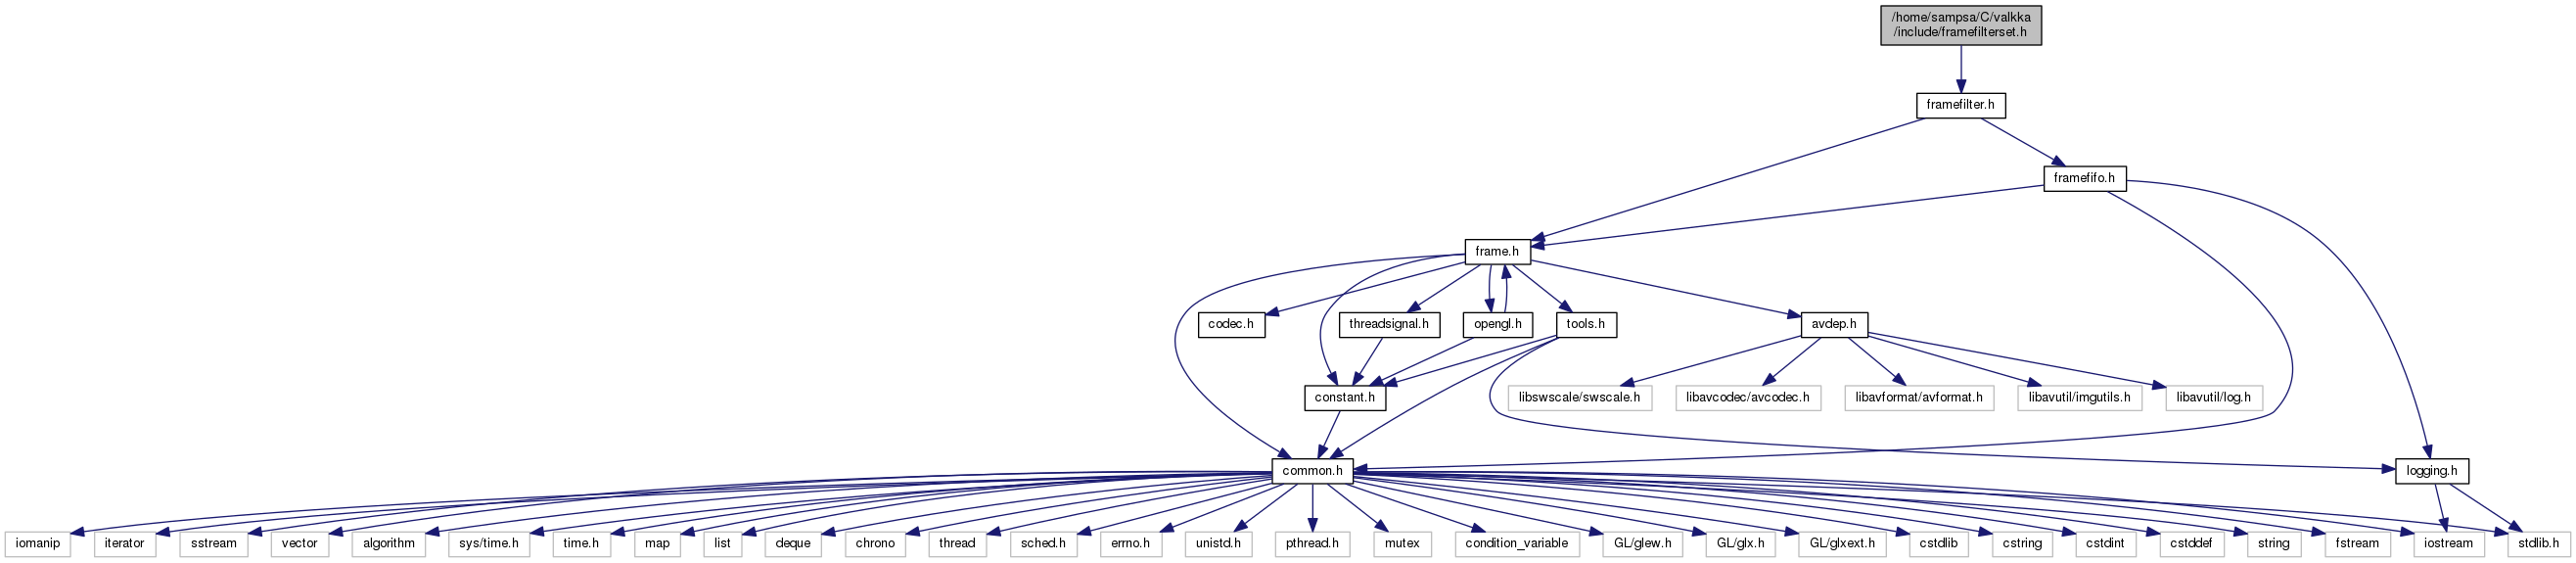 /home/sampsa/C/valkka
/include/framefilterset.h
framefilter.h
framefifo.h
frame.h
codec.h
threadsignal.h
opengl.h
tools.h
avdep.h
constant.h
libswscale/swscale.h
libavcodec/avcodec.h
libavformat/avformat.h
libavutil/imgutils.h
libavutil/log.h
common.h
logging.h
iomanip
iterator
sstream
vector
algorithm
sys/time.h
time.h
map
list
deque
chrono
thread
sched.h
errno.h
unistd.h
pthread.h
mutex
condition_variable
GL/glew.h
GL/glx.h
GL/glxext.h
cstdlib
cstring
cstdint
cstddef
string
fstream
iostream
stdlib.h